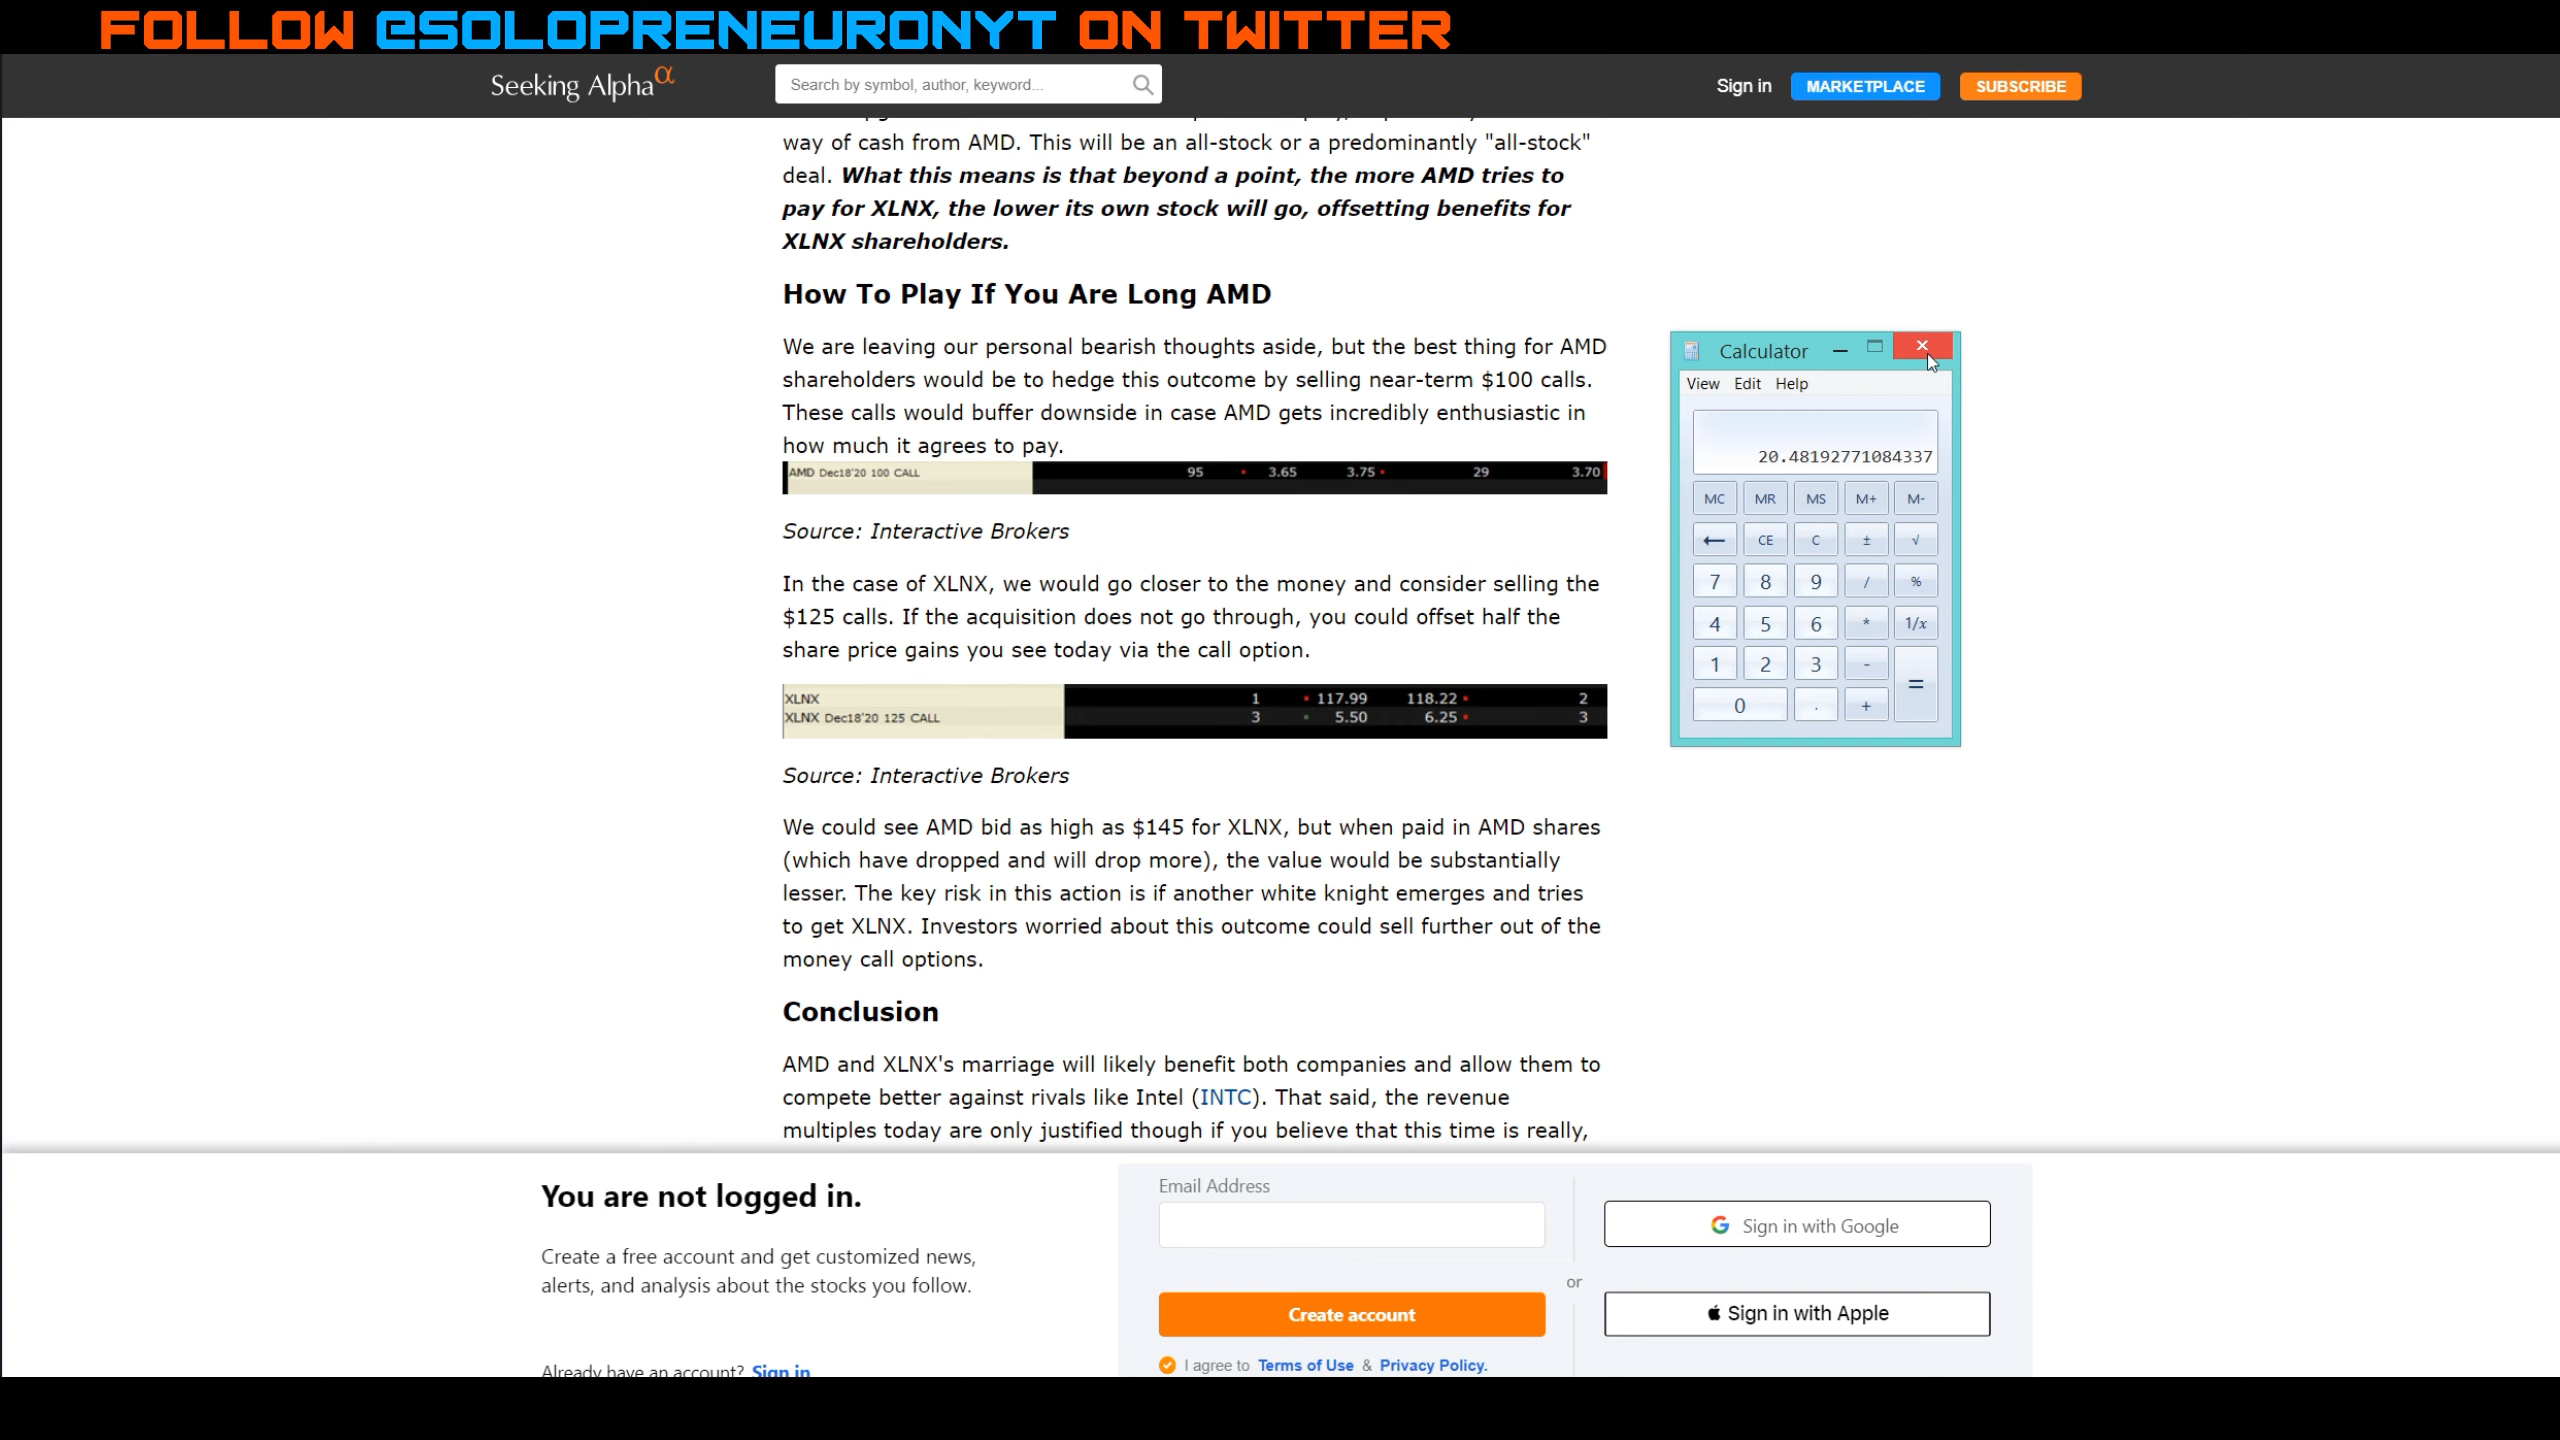 FOLLOW @SOLOPRENEURONYT ON TWITTER
Seeking Alpha α
Search by symbol, author, keyword...
Sign in
MARKETPLACE
SUBSCRIBE
way of cash from AMD. This will be an all-stock or a predominantly "all-stock"
deal. What this means is that beyond a point, the more AMD tries to
pay for XLNX, the lower its own stock will go, offsetting benefits for
XLNX shareholders.
How To Play If You Are Long AMD
We are leaving our personal bearish thoughts aside, but the best thing for AMD
shareholders would be to hedge this outcome by selling near-term $100 calls.
These calls would buffer downside in case AMD gets incredibly enthusiastic in
how much it agrees to pay.
AMD Dec18'20 100 CALL 95 3.65 3.75 29 3.70
Source: Interactive Brokers
In the case of XLNX, we would go closer to the money and consider selling the
$125 calls. If the acquisition does not go through, you could offset half the
share price gains you see today via the call option.
XLNX 1 117.99 118.22 2
XLNX Dec18'20 125 CALL 3 5.50 6.25 3
Source: Interactive Brokers
We could see AMD bid as high as $145 for XLNX, but when paid in AMD shares
(which have dropped and will drop more), the value would be substantially
lesser. The key risk in this action is if another white knight emerges and tries
to get XLNX. Investors worried about this outcome could sell further out of the
money call options.
Conclusion
AMD and XLNX's marriage will likely benefit both companies and allow them to
compete better against rivals like Intel (INTC). That said, the revenue
multiples today are only justified though if you believe that this time is really,
Calculator
View Edit Help
20.48192771084337
MC MR MS M+ M-
← CE C ± √
7 8 9 / %
4 5 6 * 1/x
1 2 3 - =
0 . +
You are not logged in.
Create a free account and get customized news,
alerts, and analysis about the stocks you follow.
Already have an account? Sign in
Email Address
Create account
I agree to Terms of Use & Privacy Policy.
or
Sign in with Google
Sign in with Apple